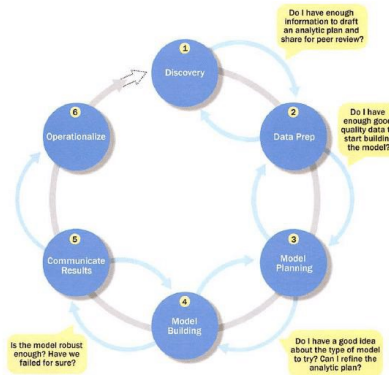 Do I have enough
information to draft
an analytic plan and
share for peer review?
1
Discovery
2
Data Prep
Do I have
enough good
quality data to
start building
the model?
3
Model
Planning
Do I have a good idea
about the type of model
to try? Can I refine the
analytic plan?
4
Model
Building
Is the model robust
enough? Have we
failed for sure?
5
Communicate
Results
6
Operationalize